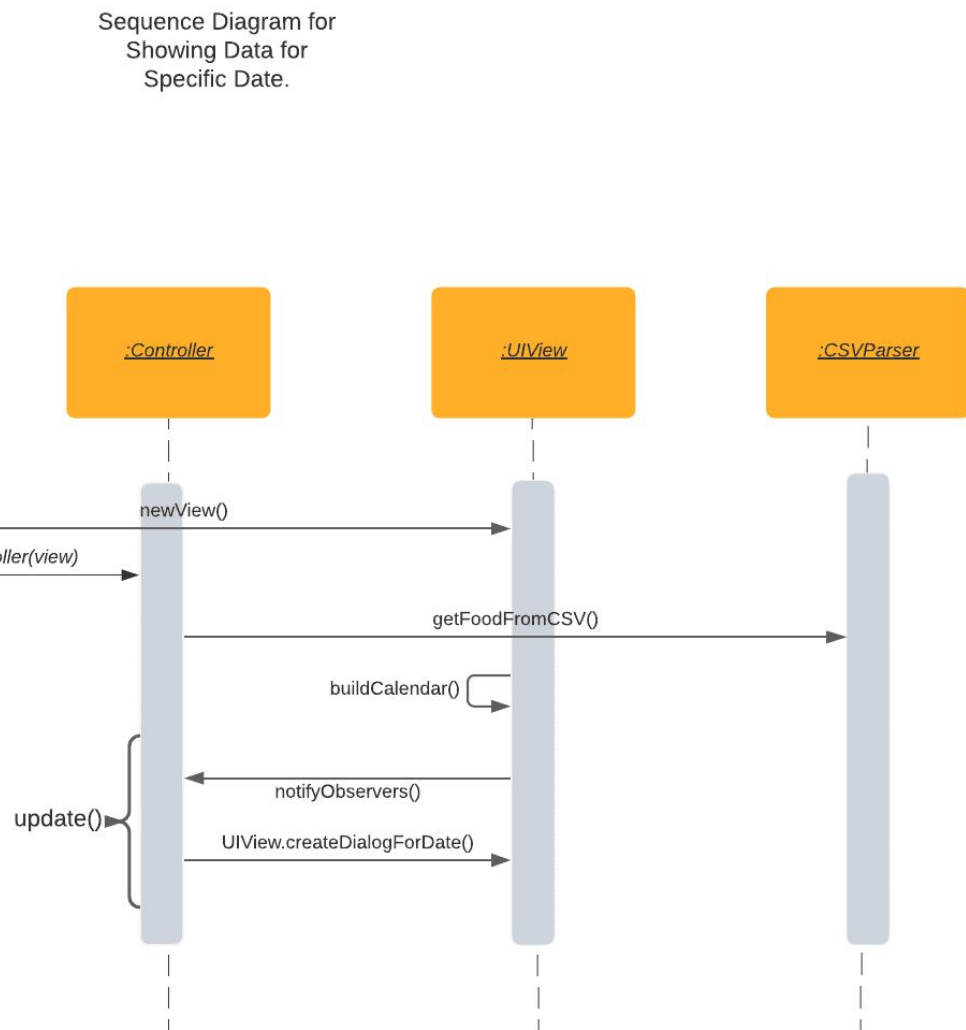 Sequence Diagram for
Showing Data for
Specific Date.
:Controller
:UIView
:CSVParser
newView()
ller(view)
getFoodFromCSV()
buildCalendar()
notifyObservers()
update()
UIView.createDialogForDate()